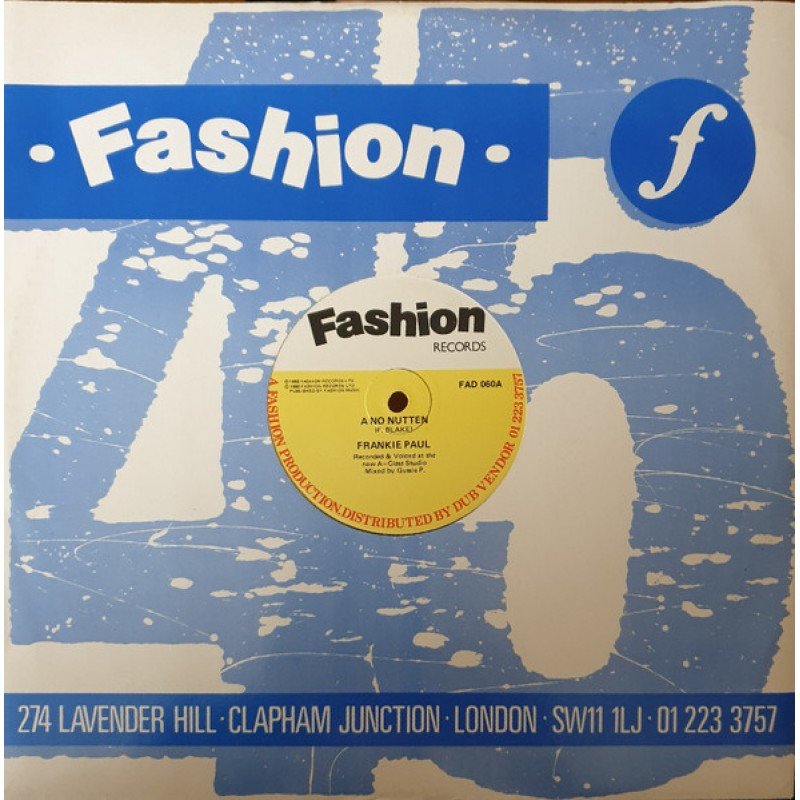 · Fashion ·
f
45
Fashion
RECORDS
FAD 060A
A NO NUTTEN
(F. BLAKE)
FRANKIE PAUL
Recorded & Voiced at the
new A-Class Studio
Mixed by Gussie P.
A FASHION PRODUCTION. DISTRIBUTED BY DUB VENDOR 01 223 3757
274 LAVENDER HILL · CLAPHAM JUNCTION · LONDON · SW11 1LJ · 01 223 3757